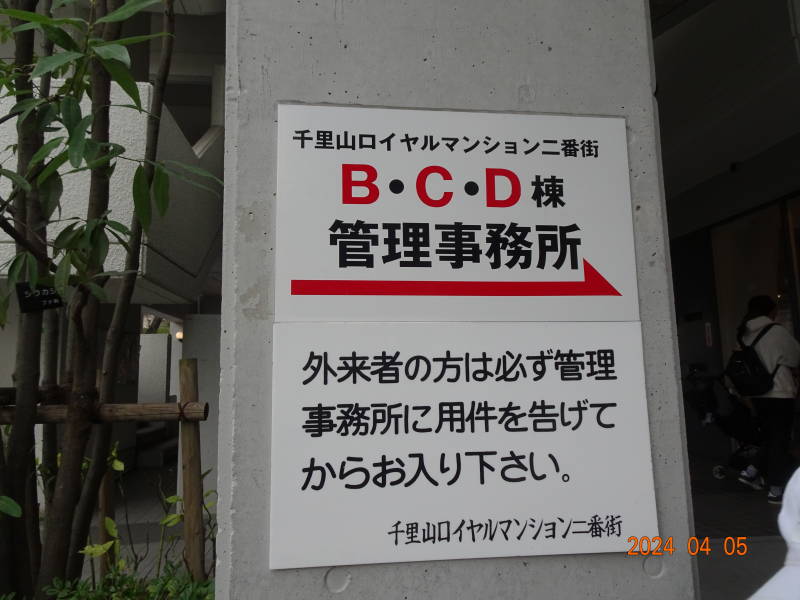 千里山ロイヤルマンション二番街
B・C・D棟
管理事務所
外来者の方は必ず管理
事務所に用件を告げて
からお入り下さい。
千里山ロイヤルマンション二番街
2024 04 05